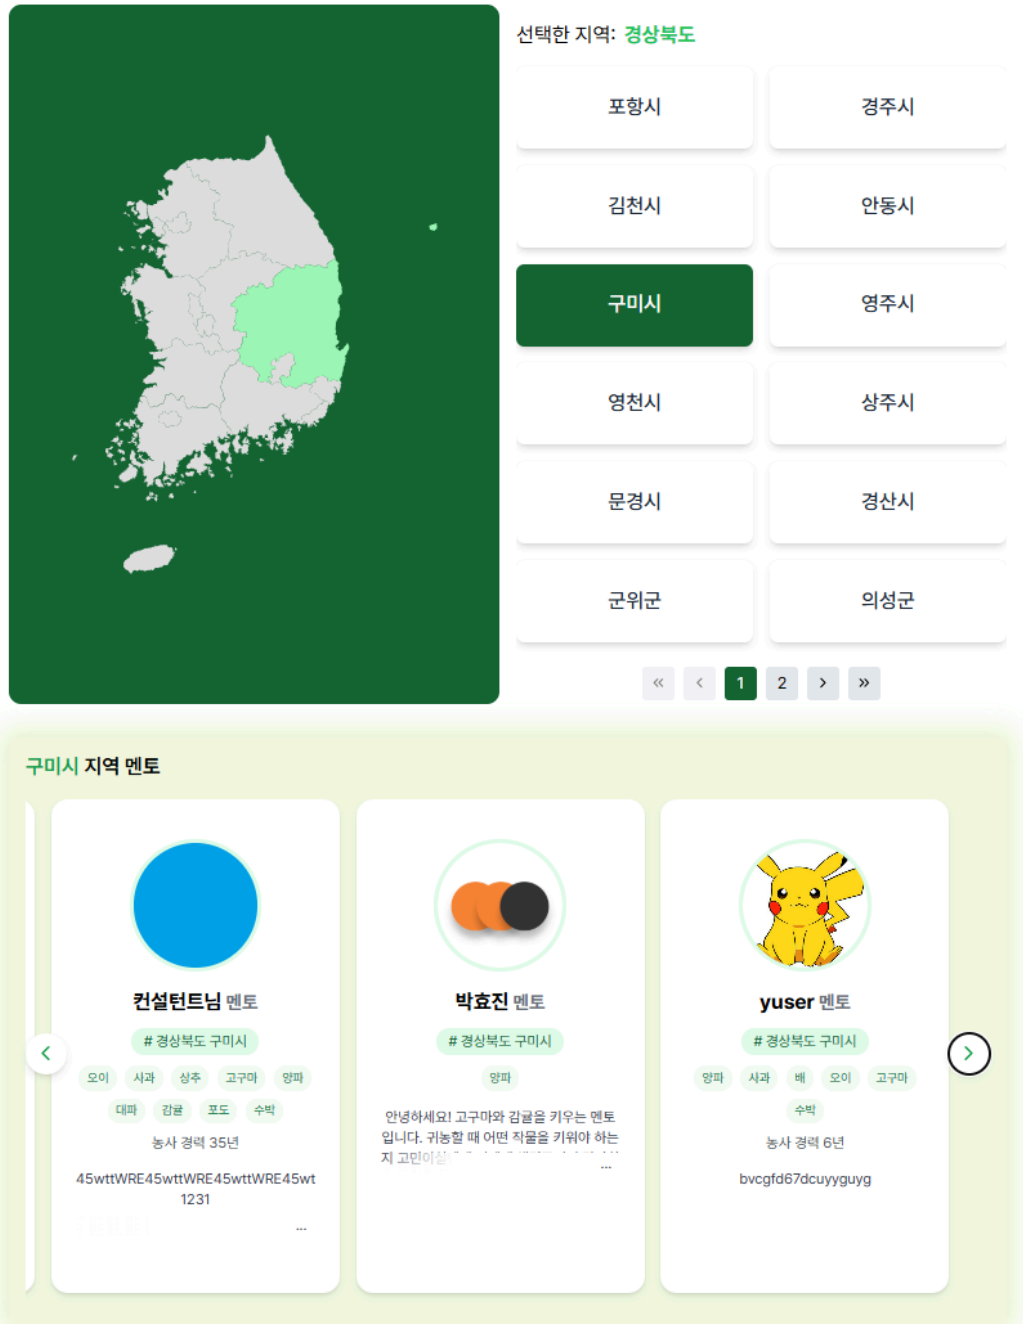 선택한 지역: 경상북도
포항시 경주시
김천시 안동시
구미시 영주시
영천시 상주시
문경시 경산시
군위군 의성군
« ‹ 1 2 › »
구미시 지역 멘토
컨설턴트님 멘토
# 경상북도 구미시
오이 사과 상추 고구마 양파
대파 감귤 포도 수박
농사 경력 35년
45wttWRE45wttWRE45wttWRE45wt
1231
...
박효진 멘토
# 경상북도 구미시
양파
안녕하세요! 고구마와 감귤을 키우는 멘토
입니다. 귀농할 때 어떤 작물을 키워야 하는
지 고민이실
...
yuser 멘토
# 경상북도 구미시
양파 사과 배 오이 고구마
수박
농사 경력 6년
bvcgfd67dcuyyguyg